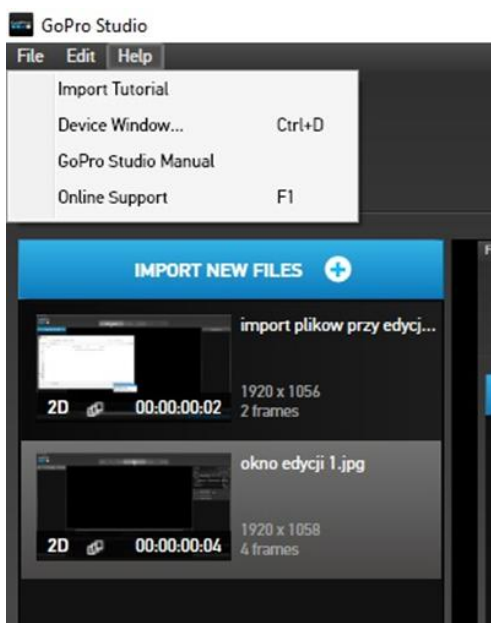 GoPro Studio
File Edit Help
Import Tutorial
Device Window... Ctrl+D
GoPro Studio Manual
Online Support F1
IMPORT NEW FILES
import plikow przy edycj...
1920 x 1056
2D 00:00:00:02 2 frames
okno edycji 1.jpg
1920 x 1058
2D 00:00:00:04 4 frames